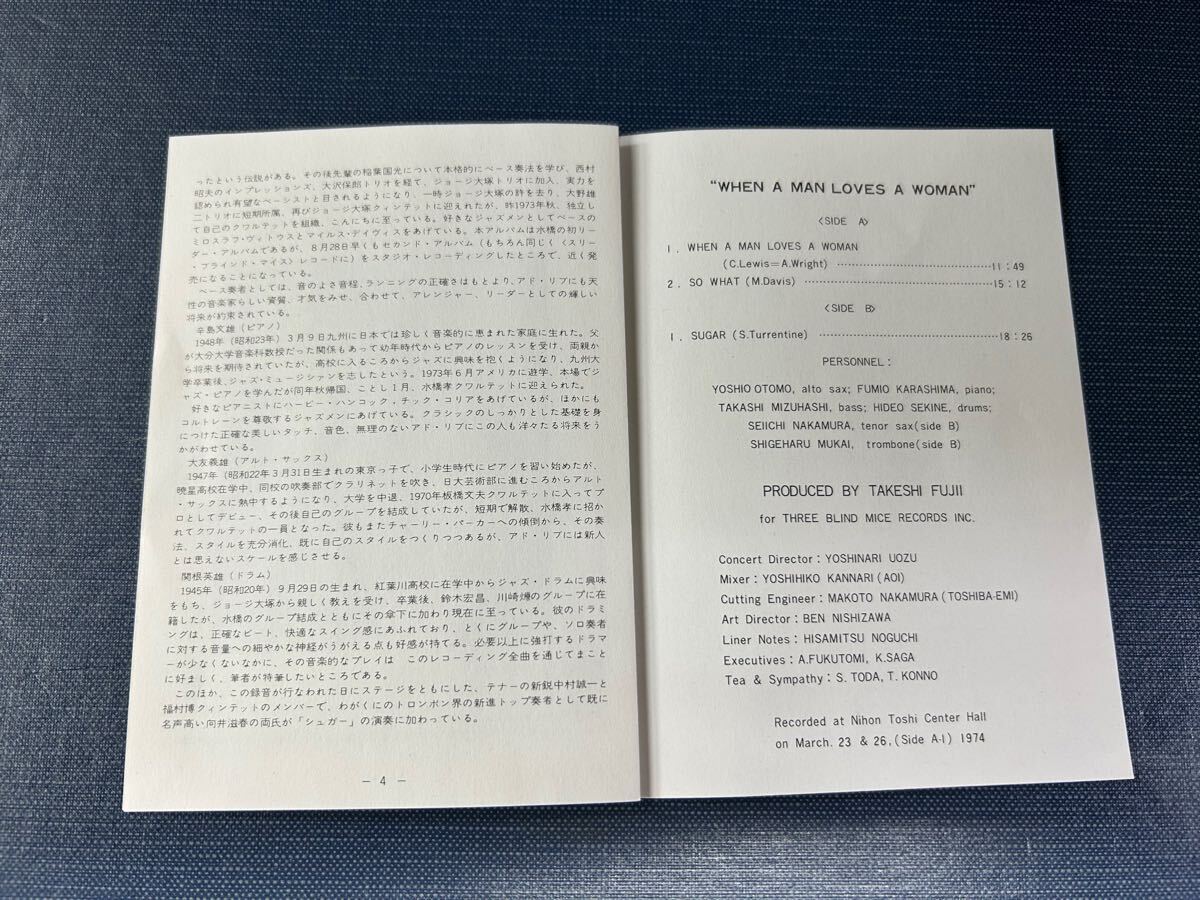 ったという伝説がある。その後先輩の稲葉国光について本格的にベース奏法を学び、西村
昭夫のインプレッションズ、大沢保郎トリオを経て、ジョージ大塚トリオに加入、実力を
認められ有望なベーシストと目されるようになり、一時ジョージ大塚の許を去り、大野雄
二トリオに短期所属、再びジョージ大塚クィンテットに迎えれたが、昨1973年秋、独立し
て自己のクワルテットを組織、こんにちに至っている。好きなジャズメンとしてベースの
ミロスラフ・ヴィトウスとマイルス・デイヴィスをあげている。本アルバムは水橋の初リー
ダー・アルバムであるが、8月28日早くもセカンド・アルバム(もちろん同じく〈スリー
・ブラインド・マイス〉レコードに)をスタジオ・レコーディングしたところで、近く発
売になることになっている。
ベース奏者としては、音のよさ音程、ランニングの正確さはもとより、アド・リブにも天
性の音楽家らしい資質、才気をみせ、合わせて、アレンジャー、リーダーとしての輝しい
将来が約束されている。
辛島文雄(ピアノ)
1948年(昭和23年)3月9日九州に日本では珍しく音楽的に恵まれた家庭に生れた。父
が大分大学音楽科教授だった関係もあって幼年時代からピアノのレッスンを受け、両親か
ら将来を期待されていたが、高校に入るころからジャズに興味を抱くようになり、九州大
学卒業後、ジャズ・ミュージシァンを志したという。1973年6月アメリカに遊学、本場でジ
ャズ・ピアノを学んだが同年秋帰国、ことし1月、水橋孝クワルテットに迎えられた。
好きなピアニストにハービー・ハンコック、チック・コリアをあげているが、ほかにも
コルトレーンを尊敬するジャズメンにあげている。クラシックのしっかりとした基礎を身
につけた正確な美しいタッチ、音色、無理のないアド・リブにこの人も洋々たる将来をう
かがわせている。
大友義雄(アルト・サックス)
1947年(昭和22年3月31日生まれの東京っ子で、小学生時代にピアノを習い始めたが、
暁星高校在学中、同校の吹奏部でクラリネットを吹き、日大芸術部に進むころからアルト
・サックスに熱中するようになり、大学を中退、1970年板橋文夫クワルテットに入ってプ
ロとしてデビュー、その後自己のグループを結成していたが、短期で解散、水橋孝に招か
れてクワルテットの一員となった。彼もまたチャーリー・パーカーへの傾倒から、その奏
法、スタイルを充分消化、既に自己のスタイルをつくりつつあるが、アド・リブには新人
とは思えないスケールを感じさせる。
関根英雄(ドラム)
1945年(昭和20年)9月29日の生まれ、紅葉川高校に在学中からジャズ・ドラムに興味
をもち、ジョージ大塚から親しく教えを受け、卒業後、鈴木宏昌、川崎燎のグループに在
籍したが、水橋のグループ結成とともにその傘下に加わり現在に至っている。彼のドラミ
ングは、正確なビート、快適なスイング感にあふれており、とくにグループや、ソロ奏者
に対する音量への細やかな神経がうがえる点も好感が持てる。必要以上に強打するドラマ
ーが少なくないなかに、その音楽的なプレイは このレコーディング全曲を通じてまこと
に好ましく、筆者が特筆したいところである。
このほか、この録音が行なわれた日にステージをともにした、テナーの新鋭中村誠一と
福村博クィンテットのメンバーで、わがくにのトロンボン界の新進トップ奏者として既に
名声高い向井滋春の両氏が「シュガー」の演奏に加わっている。
— 4 —
“WHEN A MAN LOVES A WOMAN”
〈SIDE A〉
1. WHEN A MAN LOVES A WOMAN
(C.Lewis=A.Wright) ………………………… 11:49
2. SO WHAT (M.Davis) ………………………… 15:12
〈SIDE B〉
1. SUGAR (S.Turrentine) ………………………… 18:26
PERSONNEL:
YOSHIO OTOMO, alto sax; FUMIO KARASHIMA, piano;
TAKASHI MIZUHASHI, bass; HIDEO SEKINE, drums;
SEIICHI NAKAMURA, tenor sax(side B)
SHIGEHARU MUKAI, trombone(side B)
PRODUCED BY TAKESHI FUJII
for THREE BLIND MICE RECORDS INC.
Concert Director: YOSHINARI UOZU
Mixer: YOSHIHIKO KANNARI (AOI)
Cutting Engineer: MAKOTO NAKAMURA (TOSHIBA-EMI)
Art Director: BEN NISHIZAWA
Liner Notes: HISAMITSU NOGUCHI
Executives: A.FUKUTOMI, K.SAGA
Tea & Sympathy: S. TODA, T. KONNO
Recorded at Nihon Toshi Center Hall
on March. 23 & 26, (Side A-1) 1974